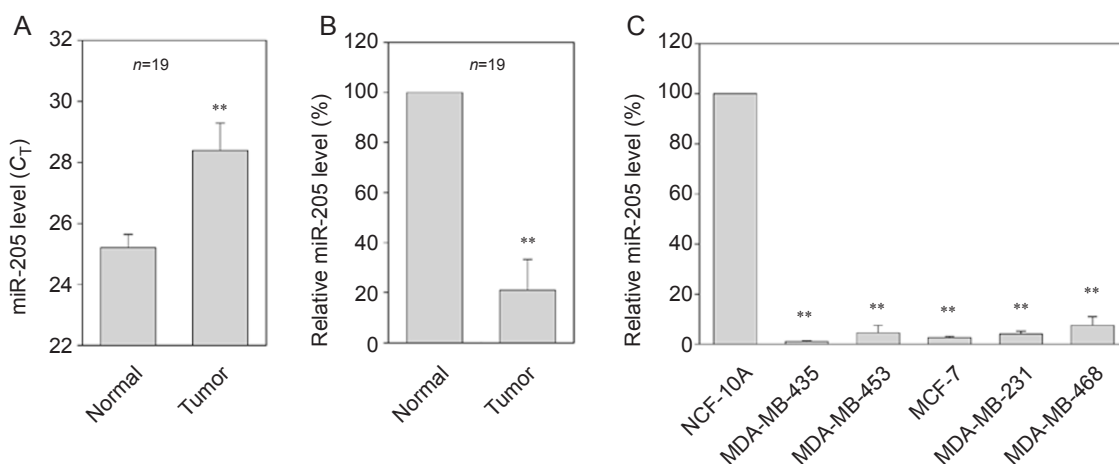 A
miR-205 level (CT)
32
30
28
26
24
22
n=19
**
Normal
Tumor
B
Relative miR-205 level (%)
120
100
80
60
40
20
0
n=19
**
Normal
Tumor
C
Relative miR-205 level (%)
120
100
80
60
40
20
0
**
**
**
**
**
NCF-10A
MDA-MB-435
MDA-MB-453
MCF-7
MDA-MB-231
MDA-MB-468